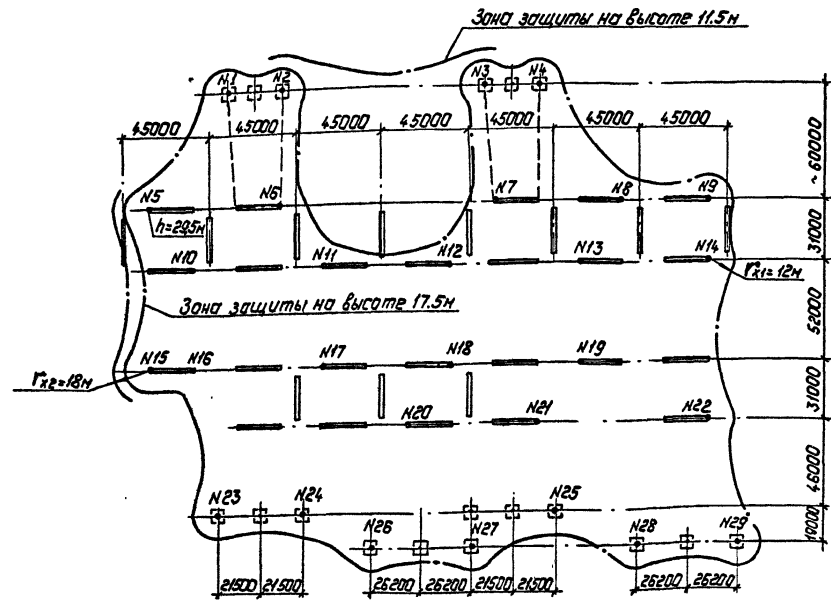 Зона защиты на высоте 11.5м
N1 N2 N3 N4
45000 45000 45000 45000 45000 45000 45000
~ 60000
N5 N6 N7 N8 N9
h=29,5м
31000
N10 N11 N12 N13 N14
rх1=12м
Зона защиты на высоте 17.5м
52000
N15 N16 N17 N18 N19
rх2=18м
31000
N20 N21 N22
46000
N23 N24 N25
N26 N27 N28 N29
19000
21500 21500 26200 26200 21500 21500 26200 26200